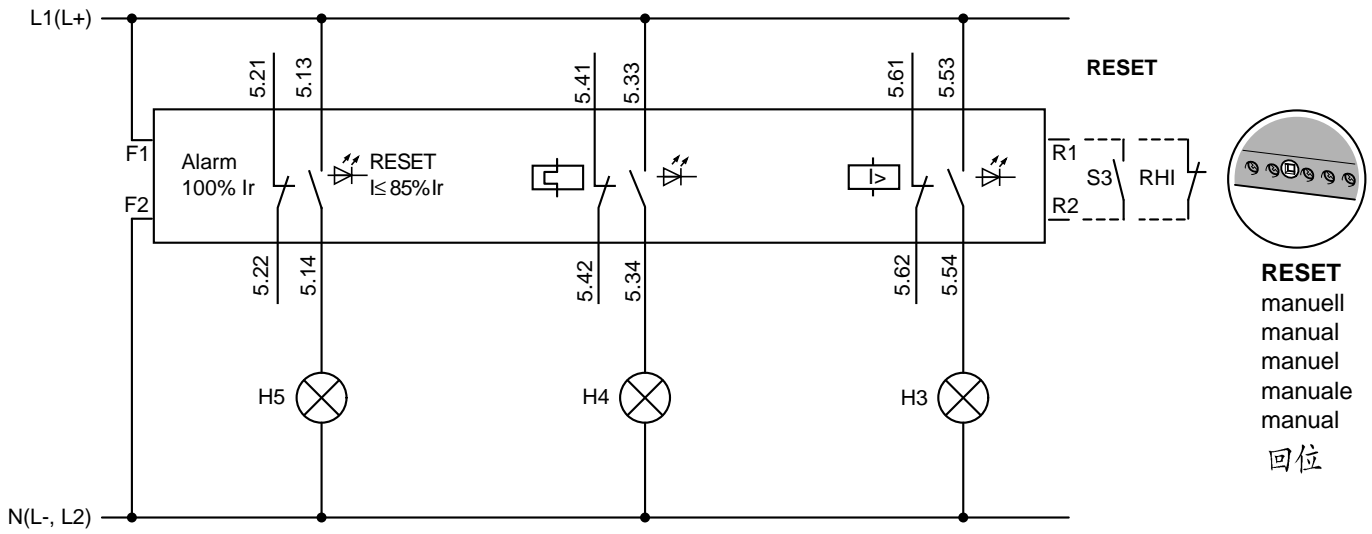 L1(L+)
5.21
5.13
5.41
5.33
5.61
5.53
RESET
F1
F2
Alarm
100% Ir
RESET
I≤ 85%Ir
I>
R1
R2
S3
RHI
5.22
5.14
5.42
5.34
5.62
5.54
H5
H4
H3
RESET
manuell
manual
manuel
manuale
manual
回位
N(L-, L2)